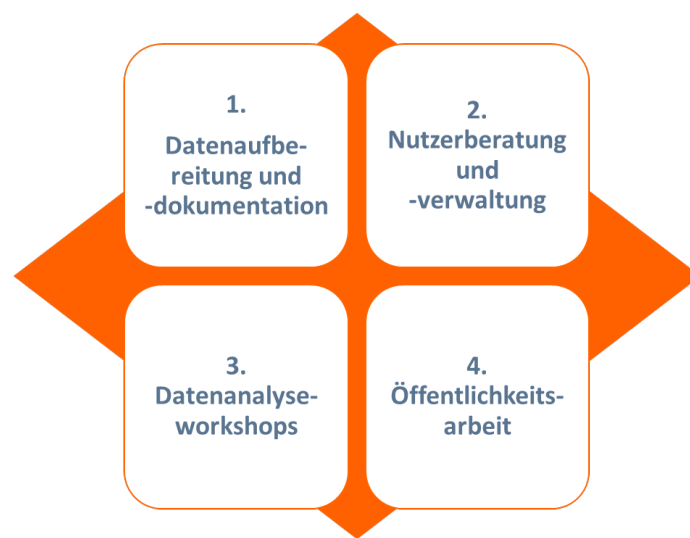 1.
Datenaufbe-
reitung und
-dokumentation
2.
Nutzerberatung
und
-verwaltung
3.
Datenanalyse-
workshops
4.
Öffentlichkeits-
arbeit